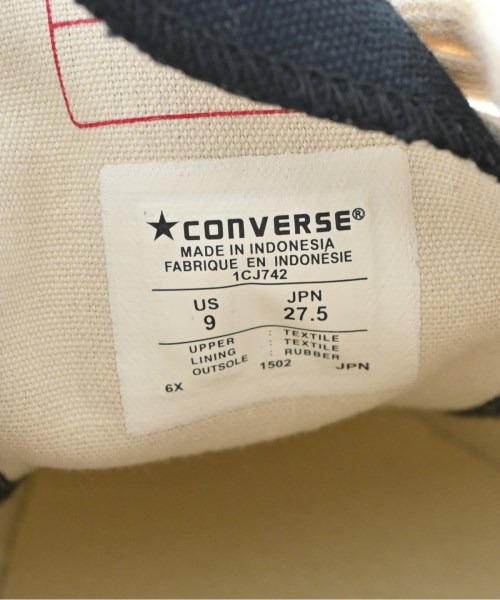 ★CONVERSE®
MADE IN INDONESIA
FABRIQUE EN INDONÉSIE
1CJ742
US JPN
9 27.5
UPPER : TEXTILE
LINING : TEXTILE
OUTSOLE : RUBBER
6X 1502 JPN